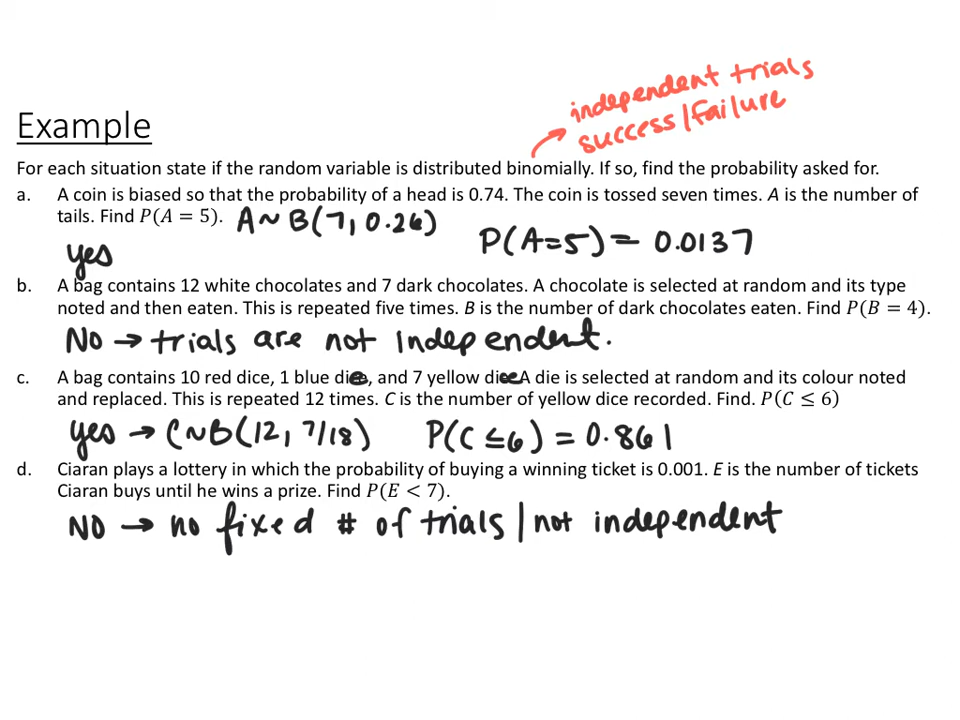 independent trials
success/failure
Example
For each situation state if the random variable is distributed binomially. If so, find the probability asked for.
a. A coin is biased so that the probability of a head is 0.74. The coin is tossed seven times. A is the number of
tails. Find P(A = 5). A~B(7, 0.26)
P(A=5) = 0.0137
yes
b. A bag contains 12 white chocolates and 7 dark chocolates. A chocolate is selected at random and its type
noted and then eaten. This is repeated five times. B is the number of dark chocolates eaten. Find P(B = 4).
No → trials are not independent.
c. A bag contains 10 red dice, 1 blue die, and 7 yellow dice. A die is selected at random and its colour noted
and replaced. This is repeated 12 times. C is the number of yellow dice recorded. Find. P(C ≤ 6)
yes → C~B(12, 7/18) P(C ≤6) = 0.861
d. Ciaran plays a lottery in which the probability of buying a winning ticket is 0.001. E is the number of tickets
Ciaran buys until he wins a prize. Find P(E < 7).
NO → no fixed # of trials | not independent